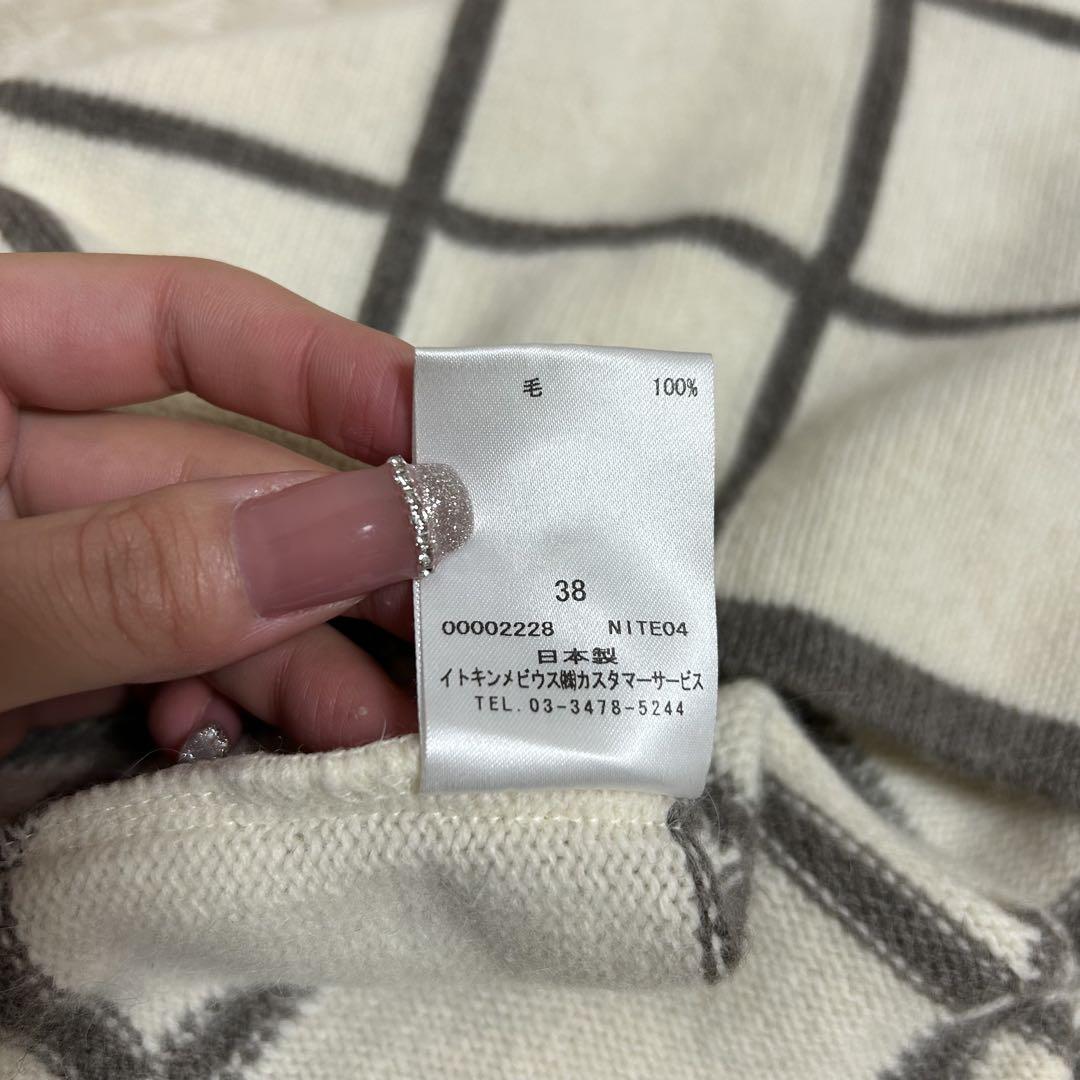 毛 100%
38
00002228 NITE04
日本製
イトキンメビウス㈱カスタマーサービス
TEL. 03-3478-5244